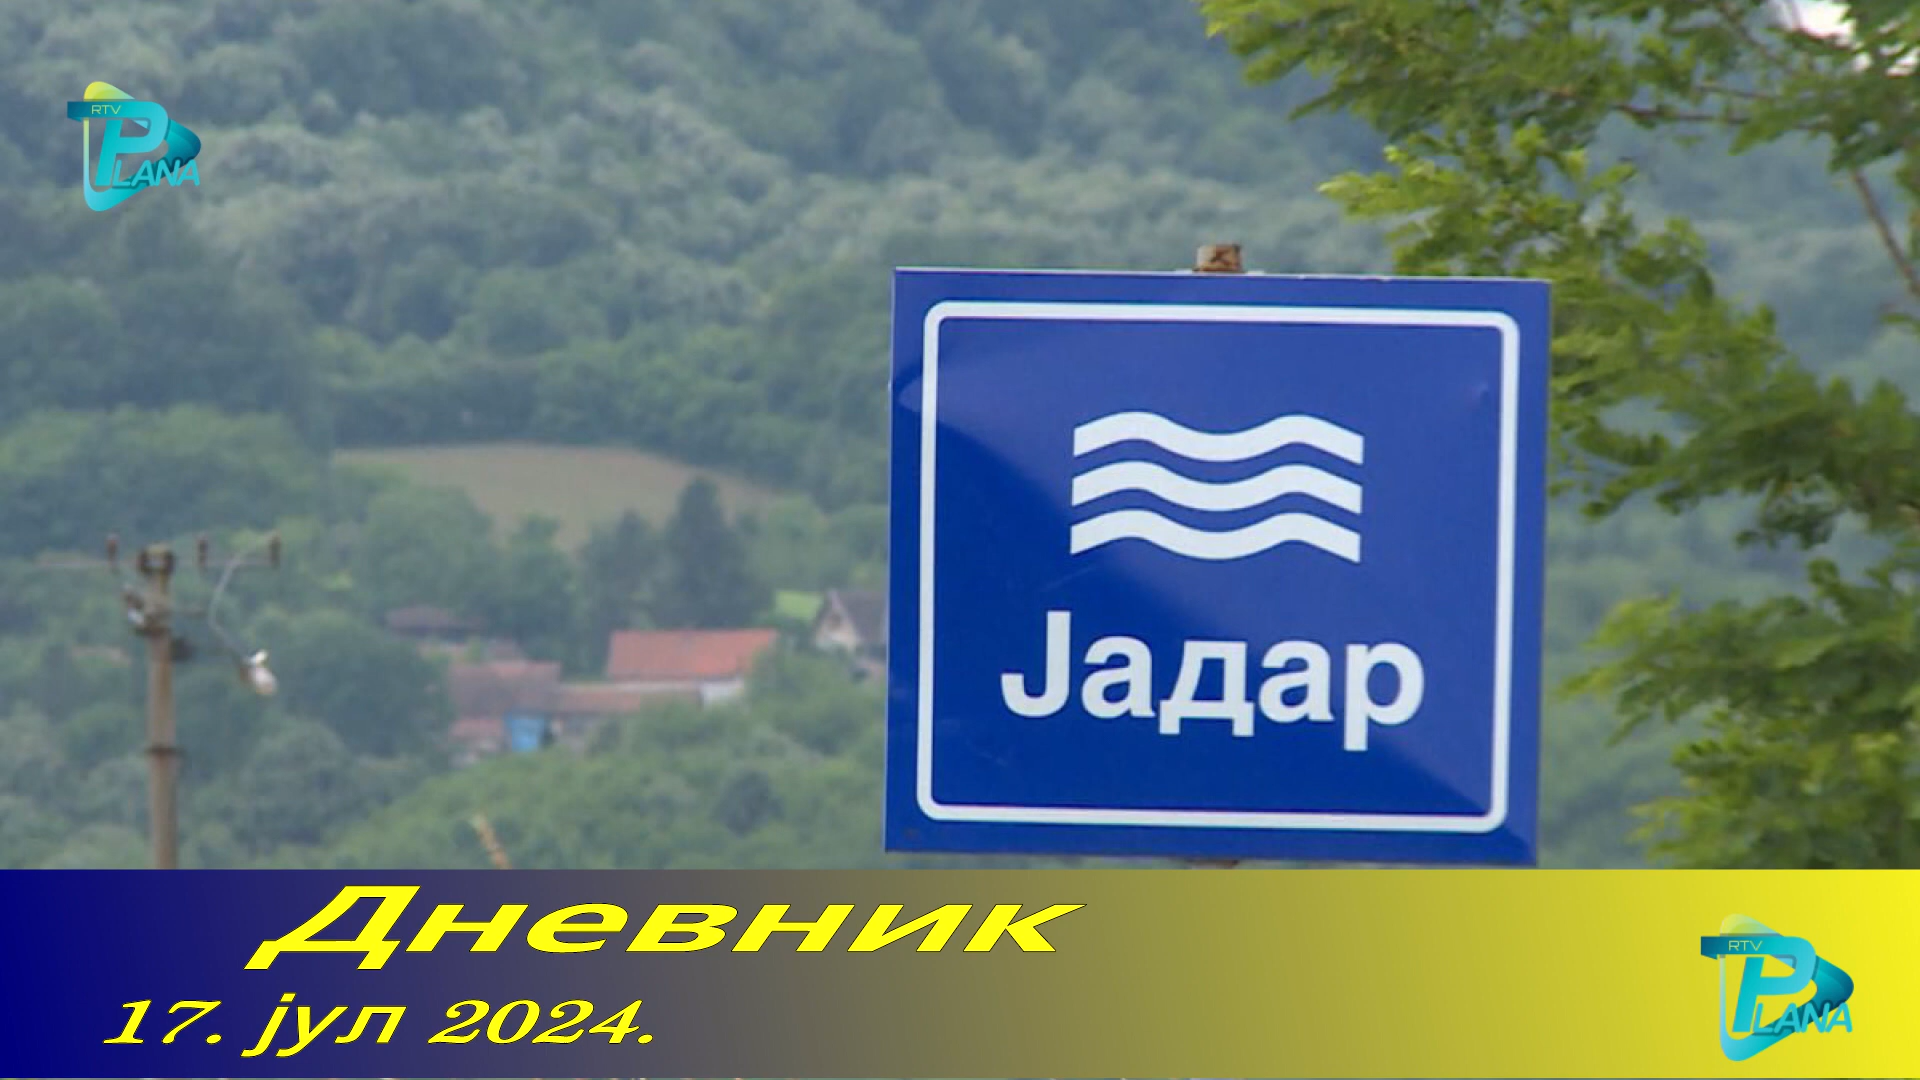 RTV
PLANA
Јадар
Дневник
17. јул 2024.
RTV
PLANA